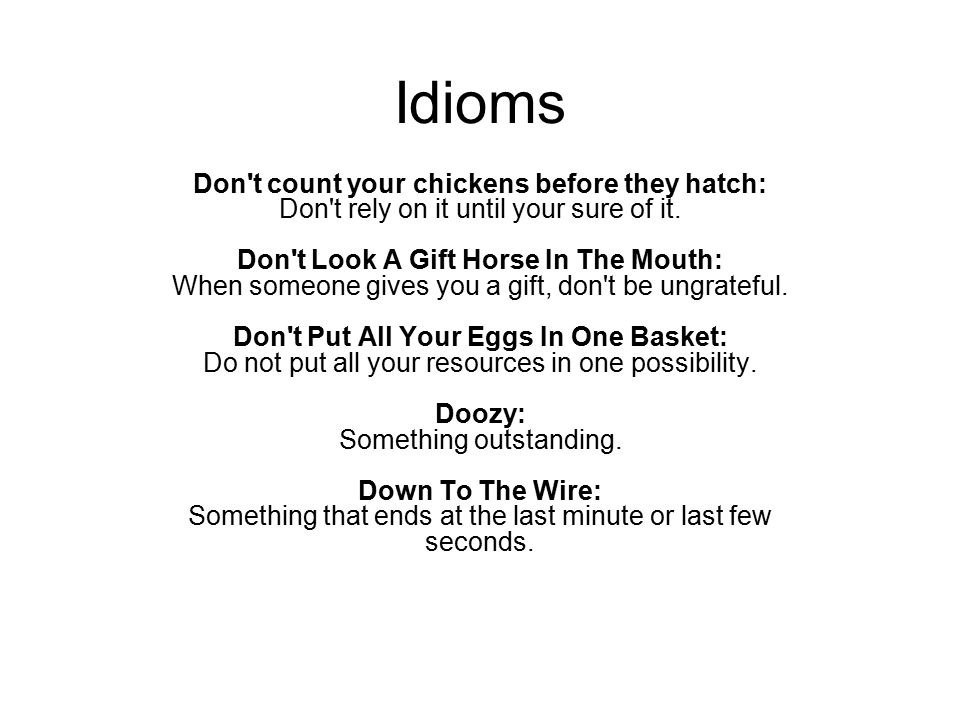 Idioms
Don't count your chickens before they hatch:
Don't rely on it until your sure of it.
Don't Look A Gift Horse In The Mouth:
When someone gives you a gift, don't be ungrateful.
Don't Put All Your Eggs In One Basket:
Do not put all your resources in one possibility.
Doozy:
Something outstanding.
Down To The Wire:
Something that ends at the last minute or last few
seconds.